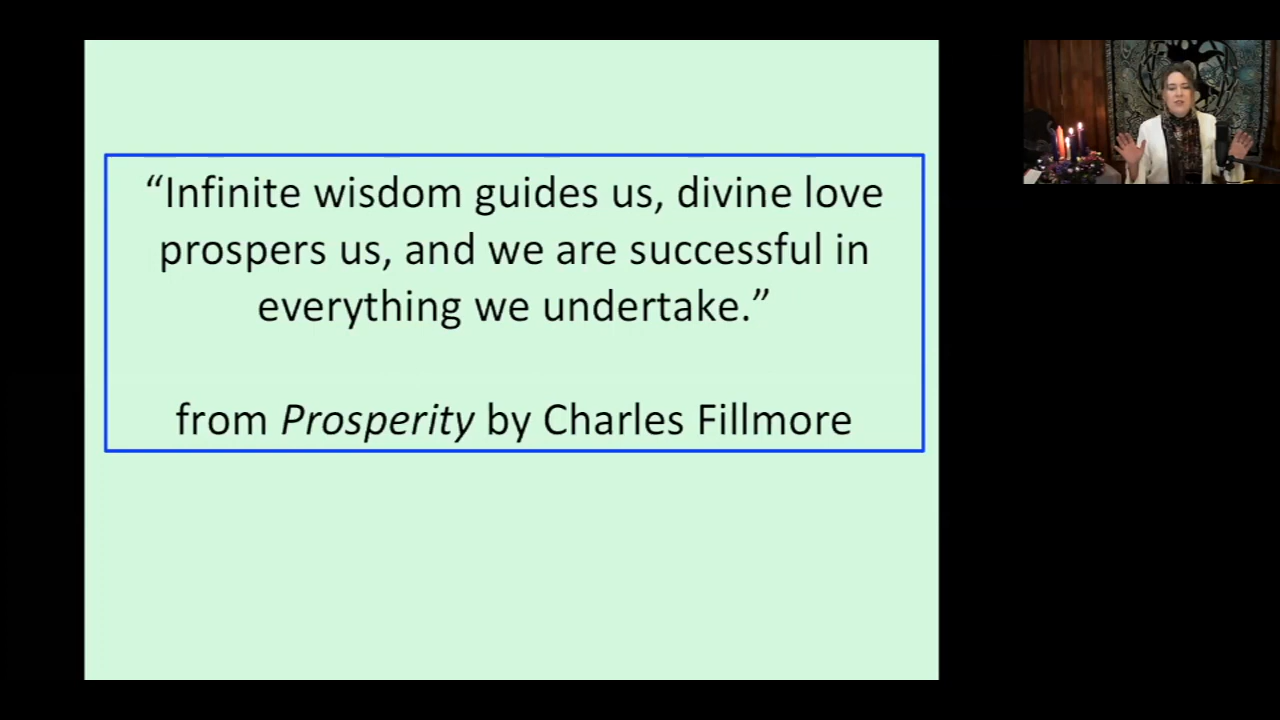 “Infinite wisdom guides us, divine love
prospers us, and we are successful in
everything we undertake.”
from Prosperity by Charles Fillmore